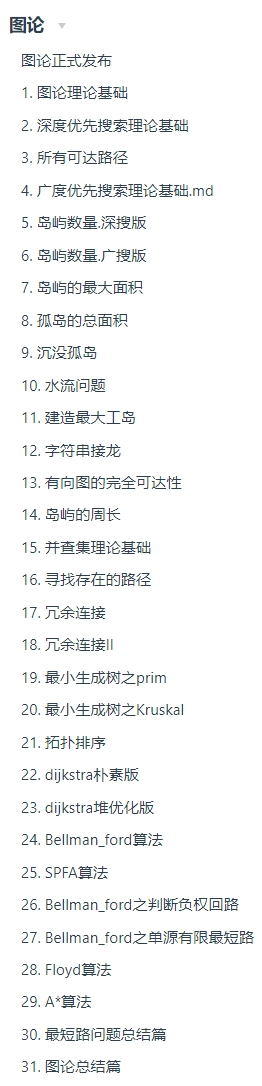 图论
图论正式发布
1. 图论理论基础
2. 深度优先搜索理论基础
3. 所有可达路径
4. 广度优先搜索理论基础.md
5. 岛屿数量.深搜版
6. 岛屿数量.广搜版
7. 岛屿的最大面积
8. 孤岛的总面积
9. 沉没孤岛
10. 水流问题
11. 建造最大工岛
12. 字符串接龙
13. 有向图的完全可达性
14. 岛屿的周长
15. 并查集理论基础
16. 寻找存在的路径
17. 冗余连接
18. 冗余连接II
19. 最小生成树之prim
20. 最小生成树之Kruskal
21. 拓扑排序
22. dijkstra朴素版
23. dijkstra堆优化版
24. Bellman_ford算法
25. SPFA算法
26. Bellman_ford之判断负权回路
27. Bellman_ford之单源有限最短路
28. Floyd算法
29. A*算法
30. 最短路问题总结篇
31. 图论总结篇